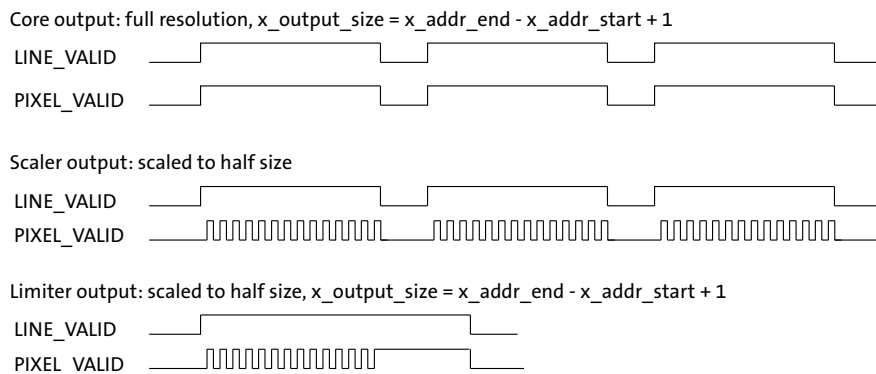 Core output: full resolution, x_output_size = x_addr_end - x_addr_start + 1
LINE_VALID
PIXEL_VALID
Scaler output: scaled to half size
LINE_VALID
PIXEL_VALID
Limiter output: scaled to half size, x_output_size = x_addr_end - x_addr_start + 1
LINE_VALID
PIXEL_VALID